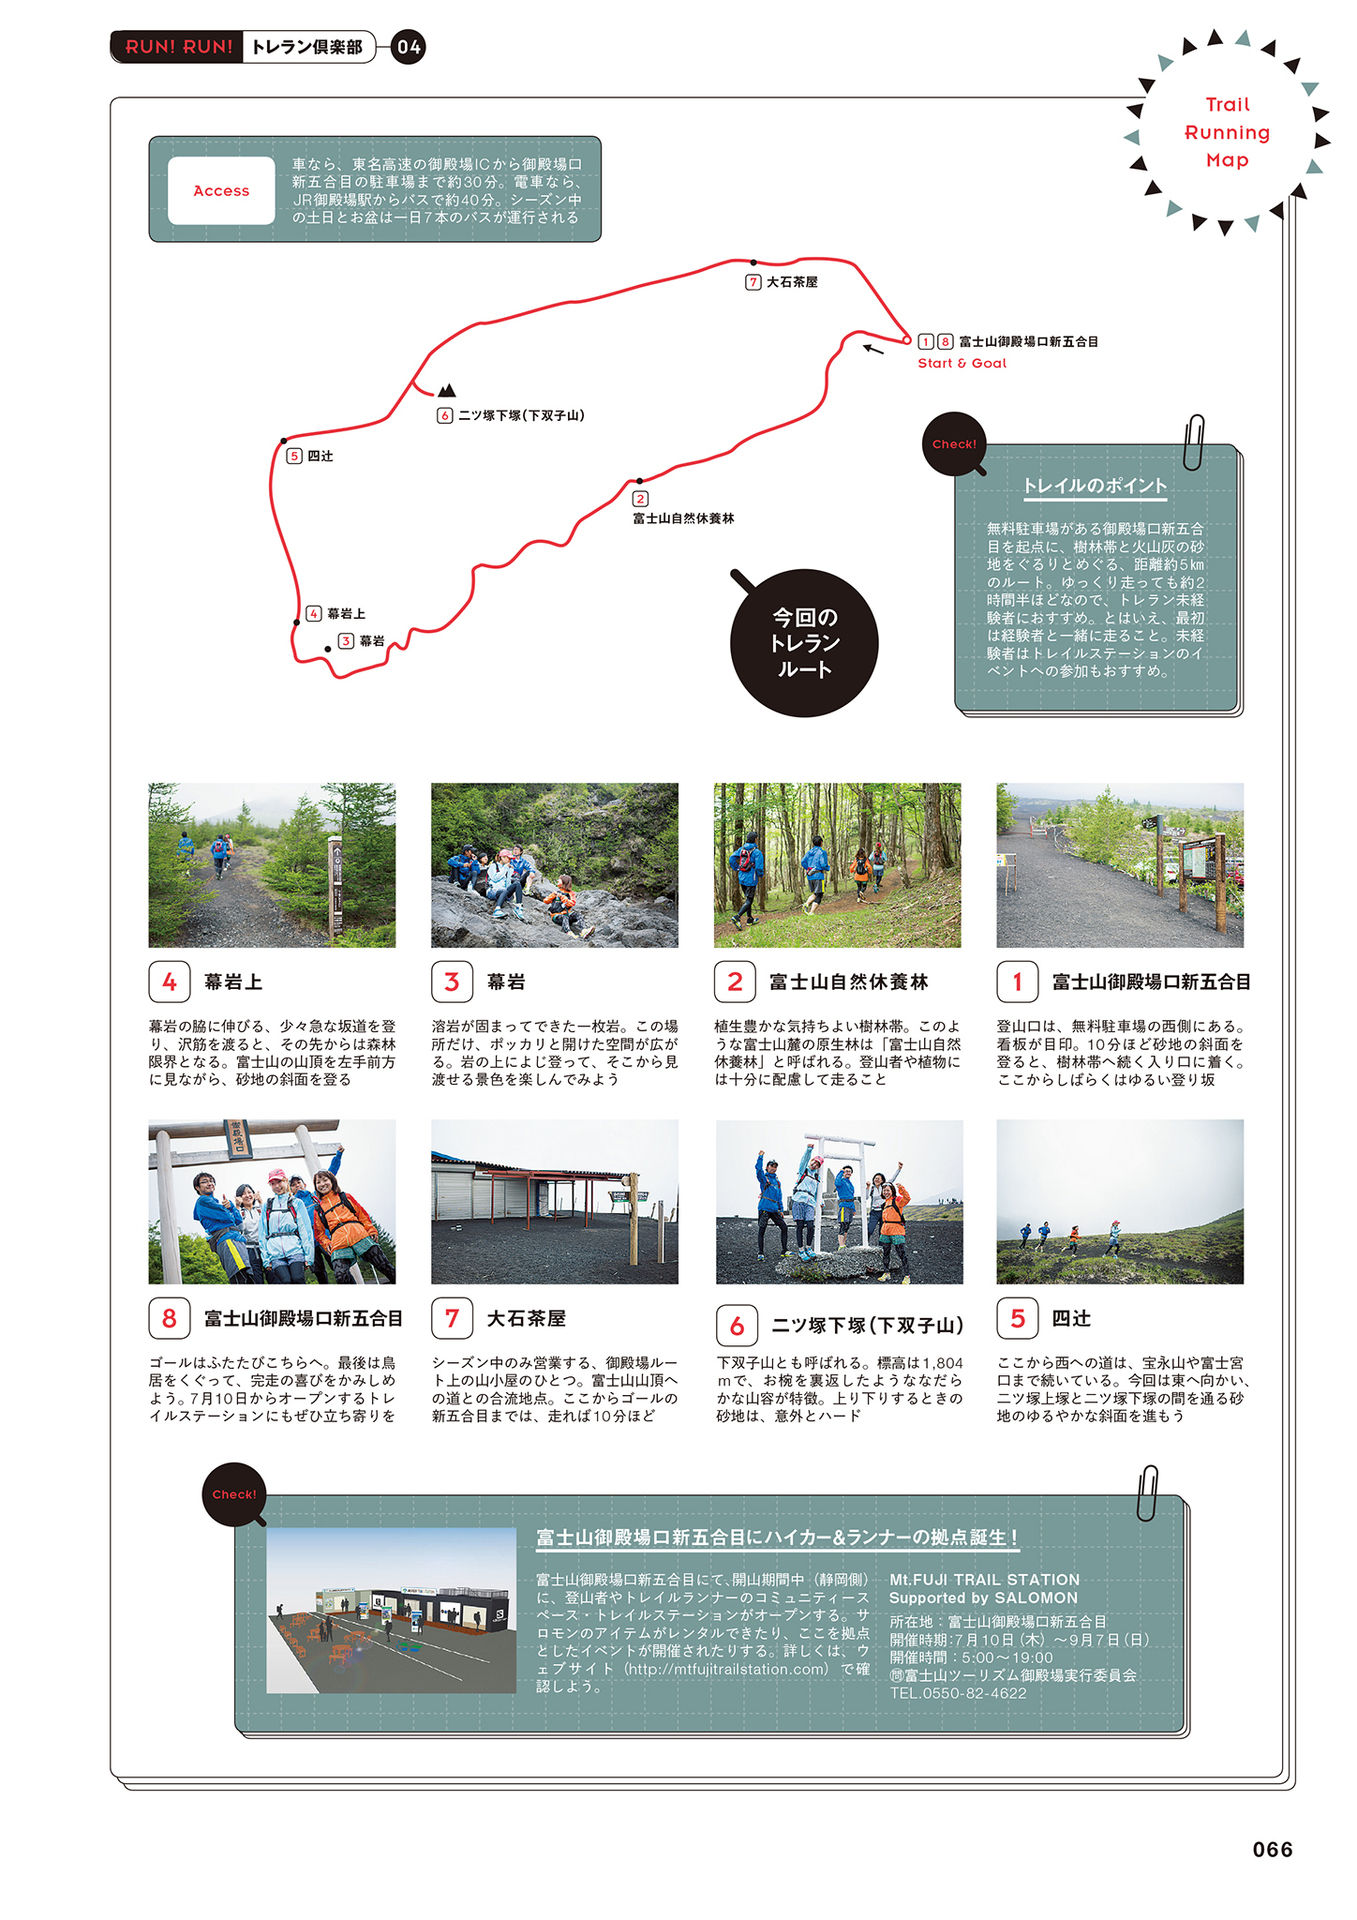 RUN! RUN! トレラン倶楽部 04
Trail
Running
Map
Access
車なら、東名高速の御殿場ICから御殿場口
新五合目の駐車場まで約30分。電車なら、
JR御殿場駅からバスで約40分。シーズン中
の土日とお盆は一日7本のバスが運行される
7 大石茶屋
1 8 富士山御殿場口新五合目
Start & Goal
6 二ツ塚下塚(下双子山)
5 四辻
2
富士山自然休養林
4 幕岩上
3 幕岩
今回の
トレラン
ルート
Check!
トレイルのポイント
無料駐車場がある御殿場口新五合
目を起点に、樹林帯と火山灰の砂
地をぐるりとめぐる、距離約5㎞
のルート。ゆっくり走っても約2
時間半ほどなので、トレラン未経
験者におすすめ。とはいえ、最初
は経験者と一緒に走ること。未経
験者はトレイルステーションのイ
ベントへの参加もおすすめ。
1 富士山御殿場口新五合目
登山口は、無料駐車場の西側にある。
看板が目印。10分ほど砂地の斜面を
登ると、樹林帯へ続く入り口に着く。
ここからしばらくはゆるい登り坂
2 富士山自然休養林
植生豊かな気持ちよい樹林帯。このよ
うな富士山麓の原生林は「富士山自然
休養林」と呼ばれる。登山者や植物に
は十分に配慮して走ること
3 幕岩
溶岩が固まってできた一枚岩。この場
所だけ、ポッカリと開けた空間が広が
る。岩の上によじ登って、そこから見
渡せる景色を楽しんでみよう
4 幕岩上
幕岩の脇に伸びる、少々急な坂道を登
り、沢筋を渡ると、その先からは森林
限界となる。富士山の山頂を左手前方
に見ながら、砂地の斜面を登る
5 四辻
ここから西への道は、宝永山や富士宮
口まで続いている。今回は東へ向かい、
二ツ塚上塚と二ツ塚下塚の間を通る砂
地のゆるやかな斜面を進もう
6 二ツ塚下塚(下双子山)
下双子山とも呼ばれる。標高は1,804
mで、お椀を裏返したようななだら
かな山容が特徴。上り下りするときの
砂地は、意外とハード
7 大石茶屋
シーズン中のみ営業する、御殿場ルー
ト上の山小屋のひとつ。富士山山頂へ
の道との合流地点。ここからゴールの
新五合目までは、走れば10分ほど
御殿場口
8 富士山御殿場口新五合目
ゴールはふたたびこちらへ。最後は鳥
居をくぐって、完走の喜びをかみしめ
よう。7月10日からオープンするトレ
イルステーションにもぜひ立ち寄りを
Check!
富士山御殿場口新五合目にハイカー&ランナーの拠点誕生!
富士山御殿場口新五合目にて、開山期間中(静岡側)
に、登山者やトレイルランナーのコミュニティース
ペース・トレイルステーションがオープンする。サ
ロモンのアイテムがレンタルできたり、ここを拠点
としたイベントが開催されたりする。詳しくは、ウ
ェブサイト(http://mtfujitrailstation.com)で確
認しよう。
Mt.FUJI TRAIL STATION
Supported by SALOMON
所在地:富士山御殿場口新五合目
開催時期:7月10日(木)〜9月7日(日)
開催時間:5:00〜19:00
㉄富士山ツーリズム御殿場実行委員会
TEL.0550-82-4622
066